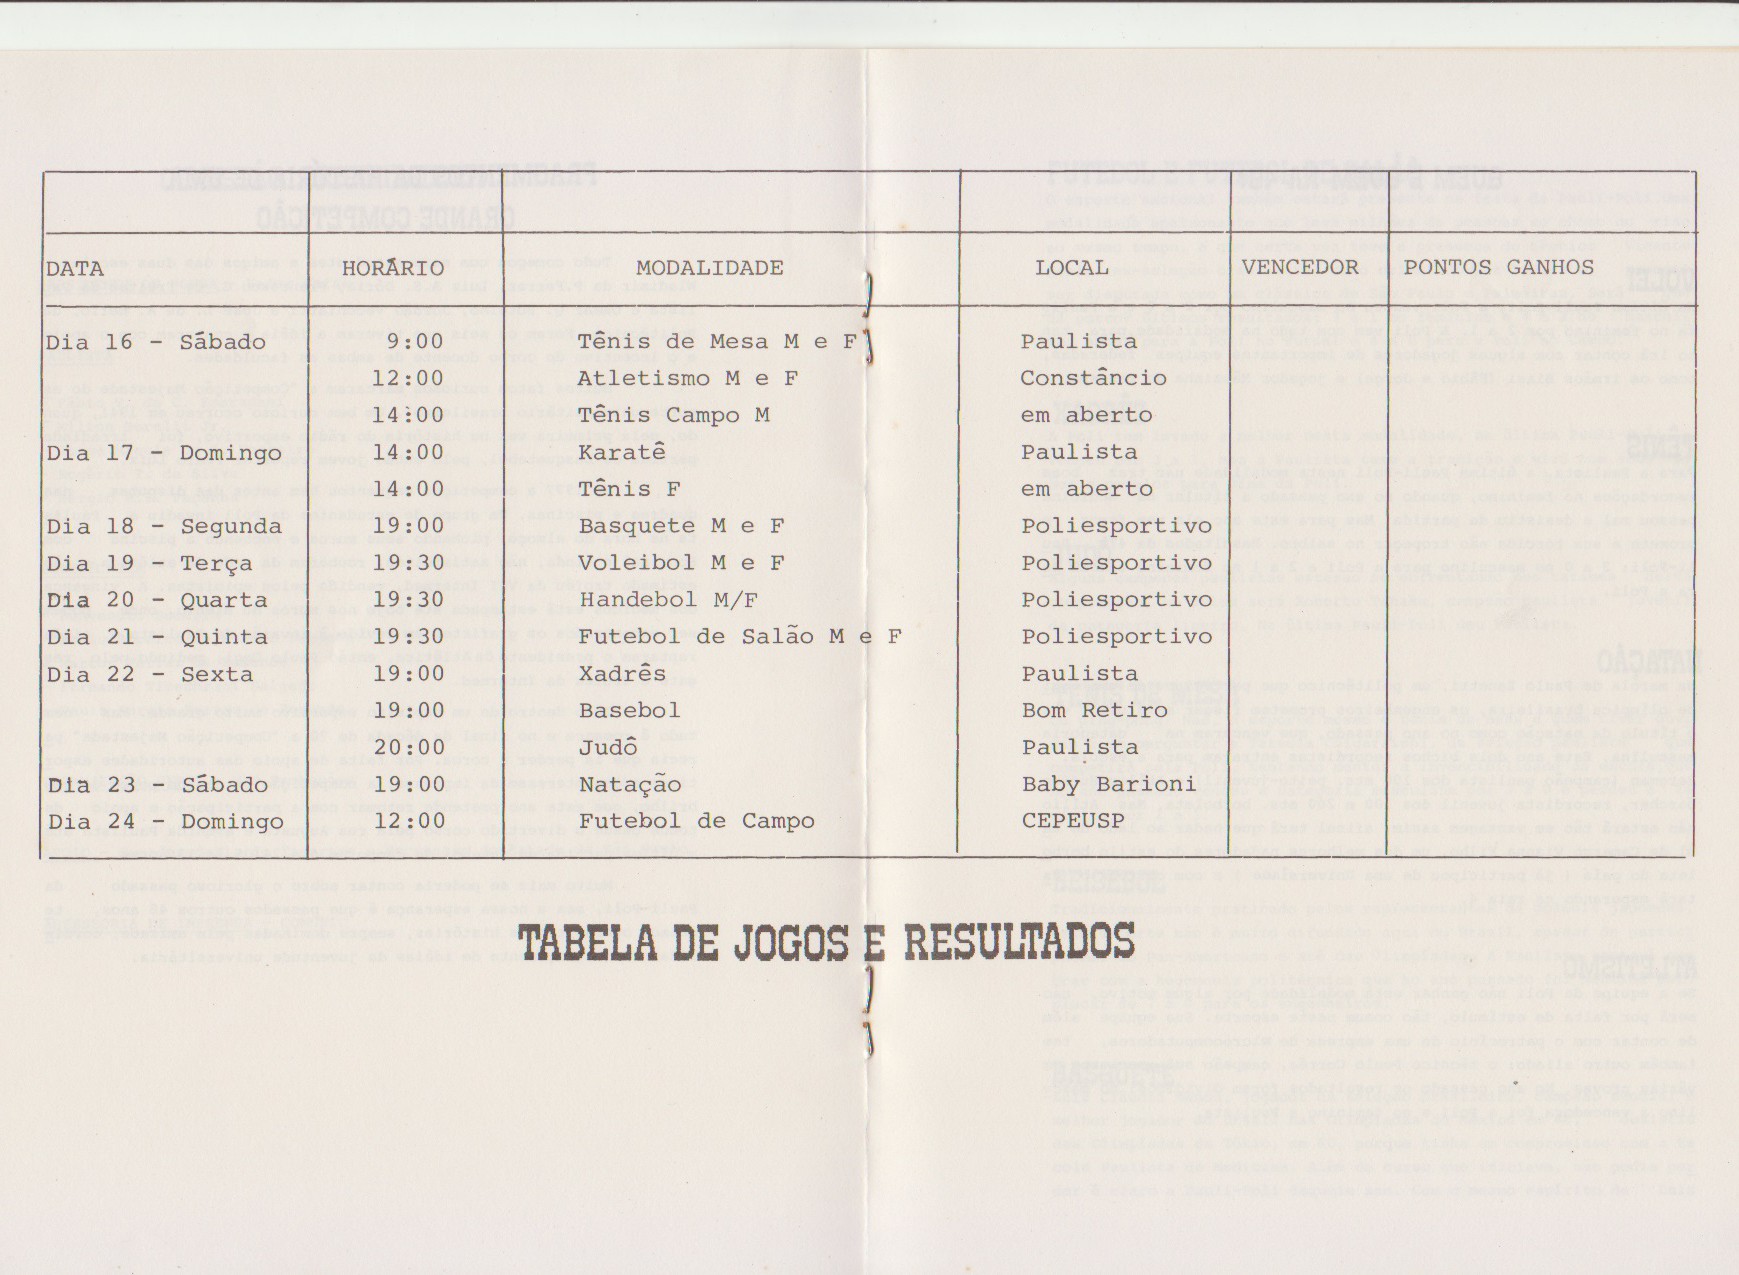 DATA HORÁRIO MODALIDADE LOCAL VENCEDOR PONTOS GANHOS
Dia 16 - Sábado 9:00 Tênis de Mesa M e F Paulista
12:00 Atletismo M e F Constâncio
14:00 Tênis Campo M em aberto
Dia 17 - Domingo 14:00 Karatê Paulista
14:00 Tênis F em aberto
Dia 18 - Segunda 19:00 Basquete M e F Poliesportivo
Dia 19 - Terça 19:30 Voleibol M e F Poliesportivo
Dia 20 - Quarta 19:30 Handebol M/F Poliesportivo
Dia 21 - Quinta 19:30 Futebol de Salão M e F Poliesportivo
Dia 22 - Sexta 19:00 Xadrês Paulista
19:00 Basebol Bom Retiro
20:00 Judô Paulista
Dia 23 - Sábado 19:00 Natação Baby Barioni
Dia 24 - Domingo 12:00 Futebol de Campo CEPEUSP
TABELA DE JOGOS E RESULTADOS